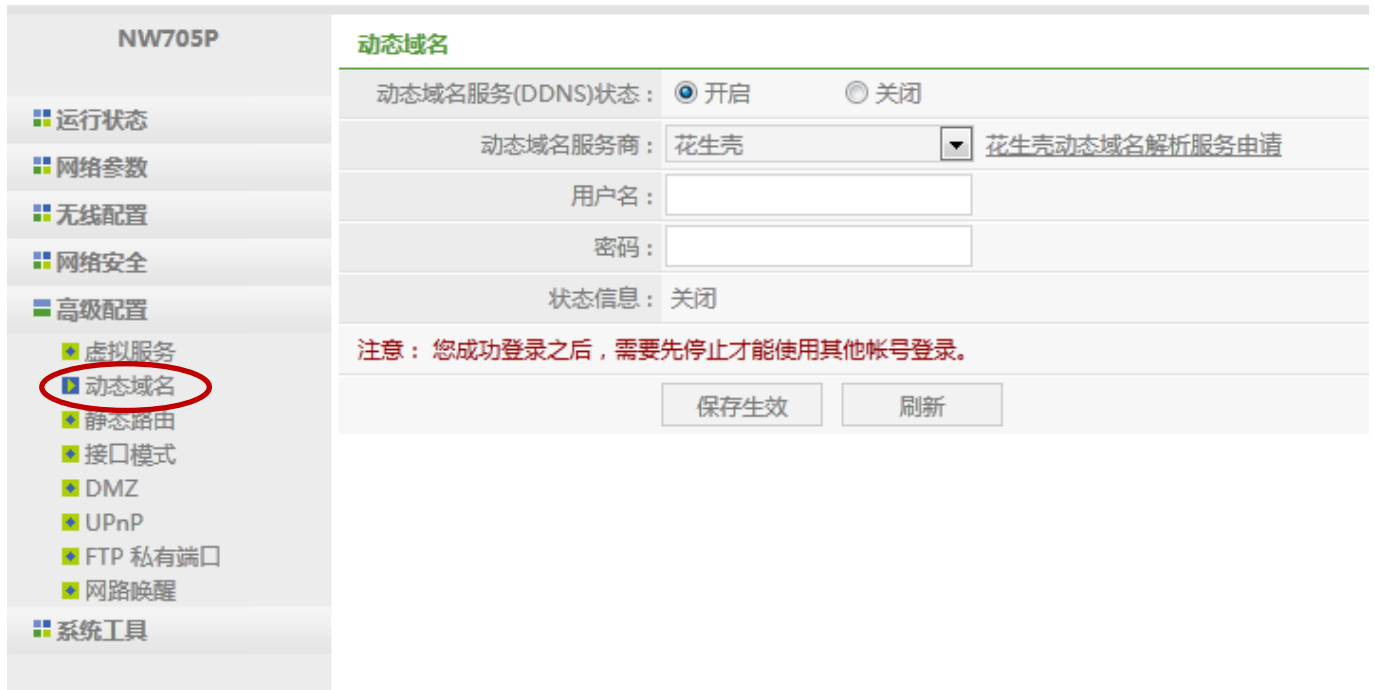 NW705P
运行状态
网络参数
无线配置
网络安全
高级配置
虚拟服务
动态域名
静态路由
接口模式
DMZ
UPnP
FTP 私有端口
网路唤醒
系统工具
动态域名
动态域名服务(DDNS)状态： 开启 关闭
动态域名服务商： 花生壳 花生壳动态域名解析服务申请
用户名：
密码：
状态信息： 关闭
注意： 您成功登录之后，需要先停止才能使用其他帐号登录。
保存生效 刷新